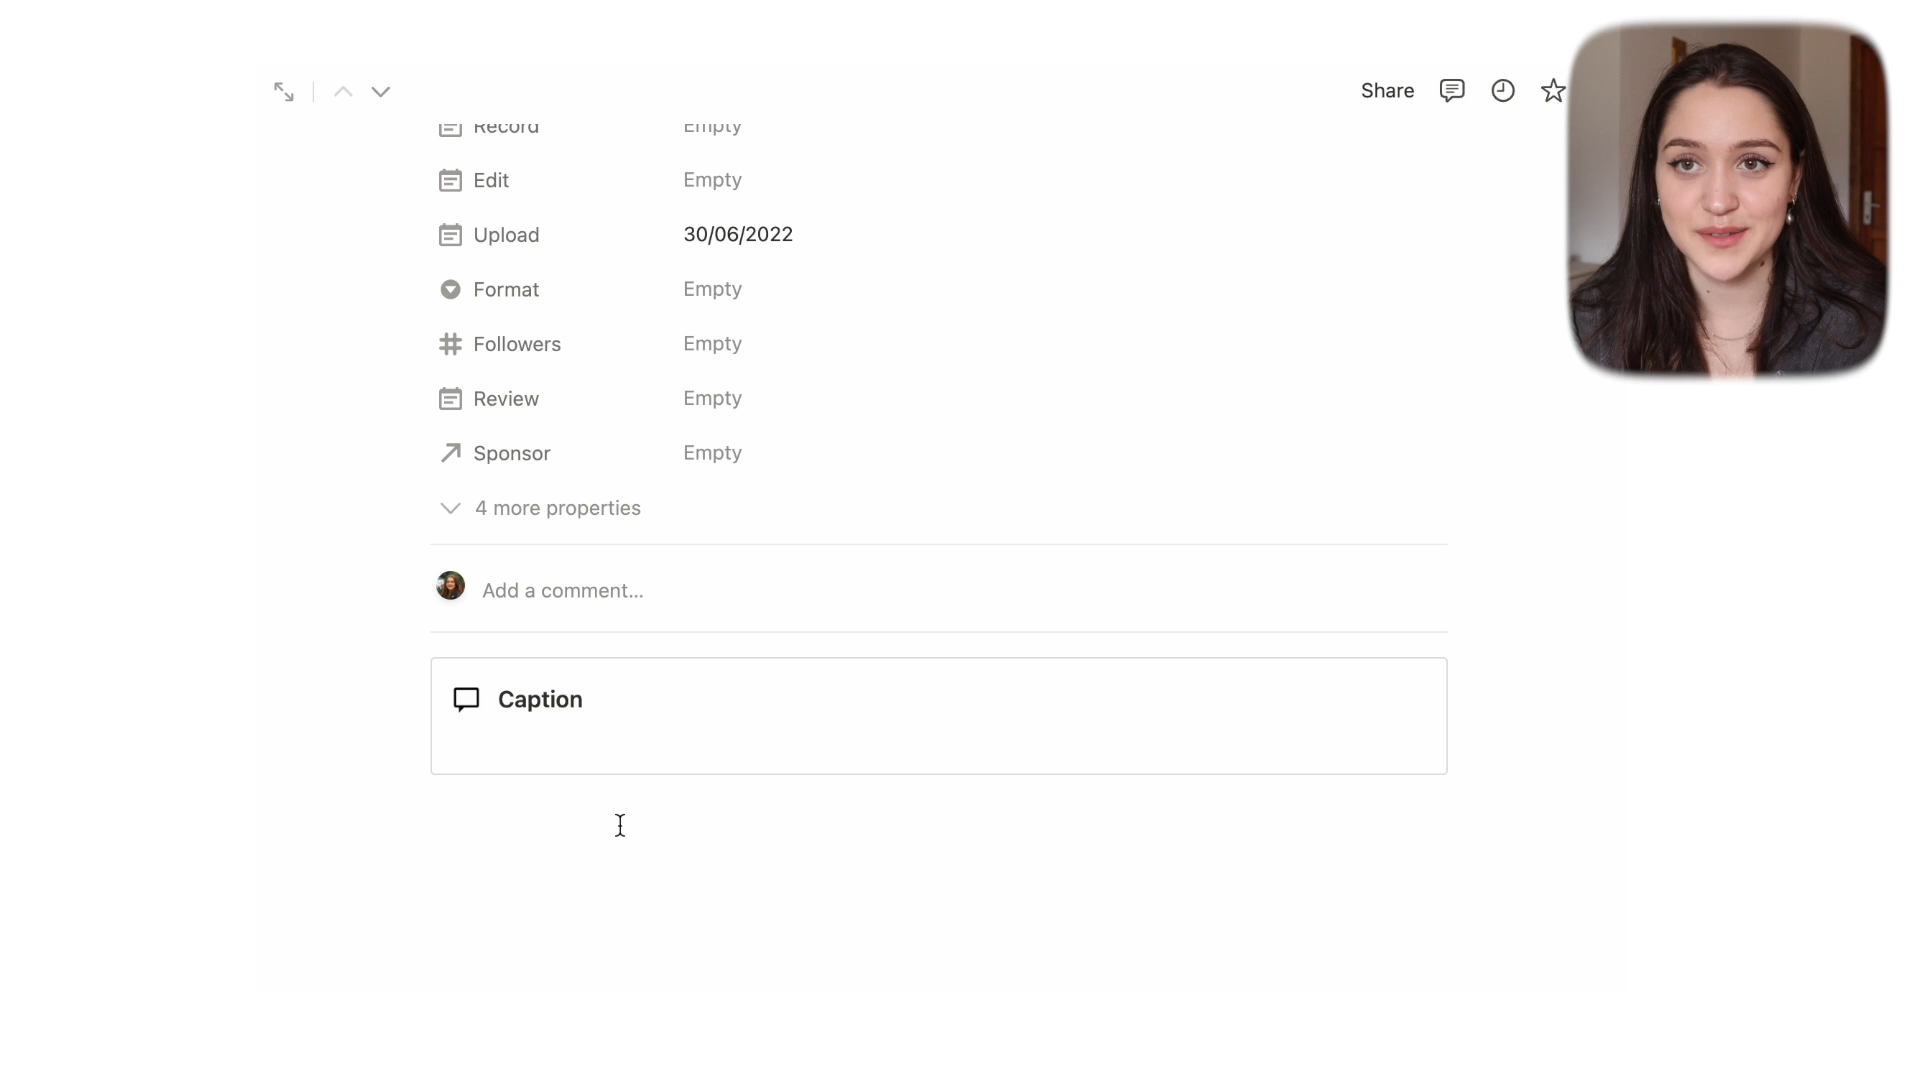 Share
Record Empty
Edit Empty
Upload 30/06/2022
Format Empty
Followers Empty
Review Empty
Sponsor Empty
4 more properties
Add a comment...
Caption